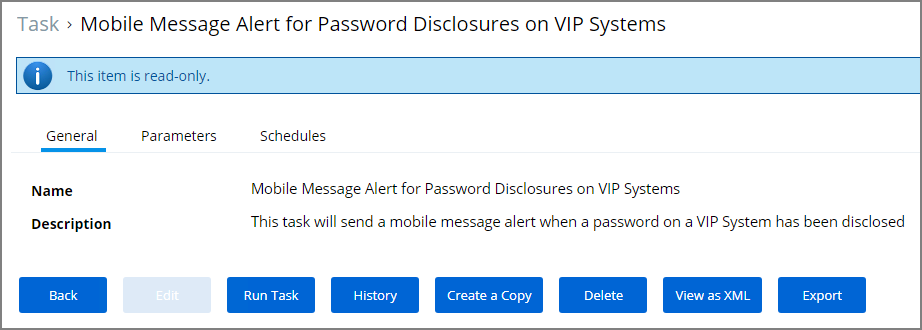 Task › Mobile Message Alert for Password Disclosures on VIP Systems
This item is read-only.
General Parameters Schedules
Name Mobile Message Alert for Password Disclosures on VIP Systems
Description This task will send a mobile message alert when a password on a VIP System has been disclosed
Back Edit Run Task History Create a Copy Delete View as XML Export